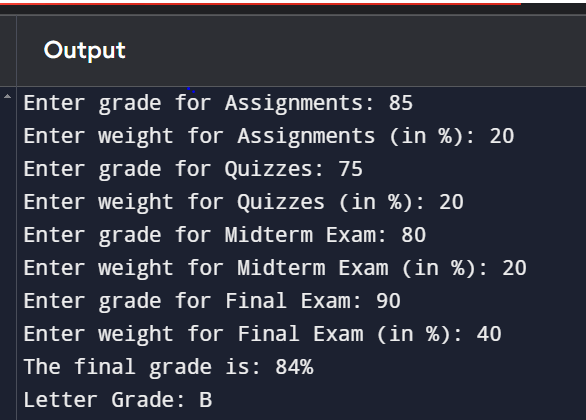 Output
Enter grade for Assignments: 85
Enter weight for Assignments (in %): 20
Enter grade for Quizzes: 75
Enter weight for Quizzes (in %): 20
Enter grade for Midterm Exam: 80
Enter weight for Midterm Exam (in %): 20
Enter grade for Final Exam: 90
Enter weight for Final Exam (in %): 40
The final grade is: 84%
Letter Grade: B